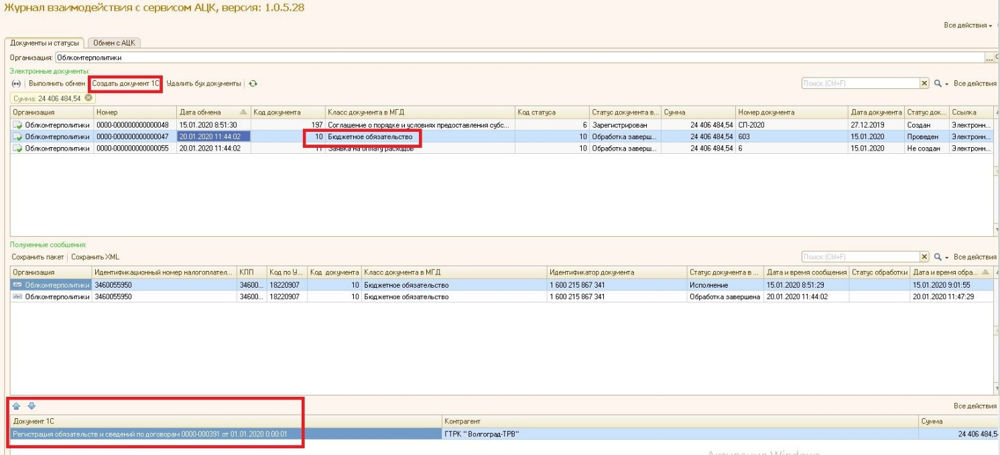 Журнал взаимодействия с сервисом АЦК, версия: 1.0.5.28
Все действия
Документы и статусы Обмен с АЦК
Организация: Облкомтерполитики ...
Электронные документы:
Выполнить обмен Создать документ 1С Удалить бух документы Поиск (Ctrl+F) Все действия
Сумма: 24 406 484,54
Организация Номер Дата обмена Код документа Класс документа в МГД Код статуса Статус документа в... Сумма Номер документа Дата документа Статус док... Ссылка
Облкомтерполитики 0000-000000000000048 15.01.2020 8:51:30 197 Соглашение о порядке и условиях предоставления субс... 6 Зарегистрирован 24 406 484,54 СП-2020 27.12.2019 Создан Электронн...
Облкомтерполитики 0000-000000000000047 20.01.2020 11:44:02 10 Бюджетное обязательство 10 Обработка заверш... 24 406 484,54 603 15.01.2020 Проведен Электронн...
Облкомтерполитики 0000-000000000000055 20.01.2020 11:44:02 11 Заявка на оплату расходов 10 Обработка заверш... 24 406 484,54 6 15.01.2020 Не создан Электронн...
Полученные сообщения:
Сохранить пакет Сохранить XML Поиск (Ctrl+F) Все действия
Организация Идентификационный номер налогоплател... КПП Код по У... Код документа Класс документа в МГД Идентификатор документа Статус документа в ... Дата и время сообщения Статус обработки Дата и время обра...
Облкомтерполитики 3460055950 34600... 18220907 10 Бюджетное обязательство 1 600 215 867 341 Исполнение 15.01.2020 8:51:29 15.01.2020 9:01:55
Облкомтерполитики 3460055950 34600... 18220907 10 Бюджетное обязательство 1 600 215 867 341 Обработка завершена 20.01.2020 11:44:02 20.01.2020 11:47:29
Все действия
Документ 1С Контрагент Сумма
Регистрация обязательств и сведений по договорам 0000-000391 от 01.01.2020 0:00:01 ГТРК " Волгоград-ТРВ" 24 406 484,5
Активация Windows